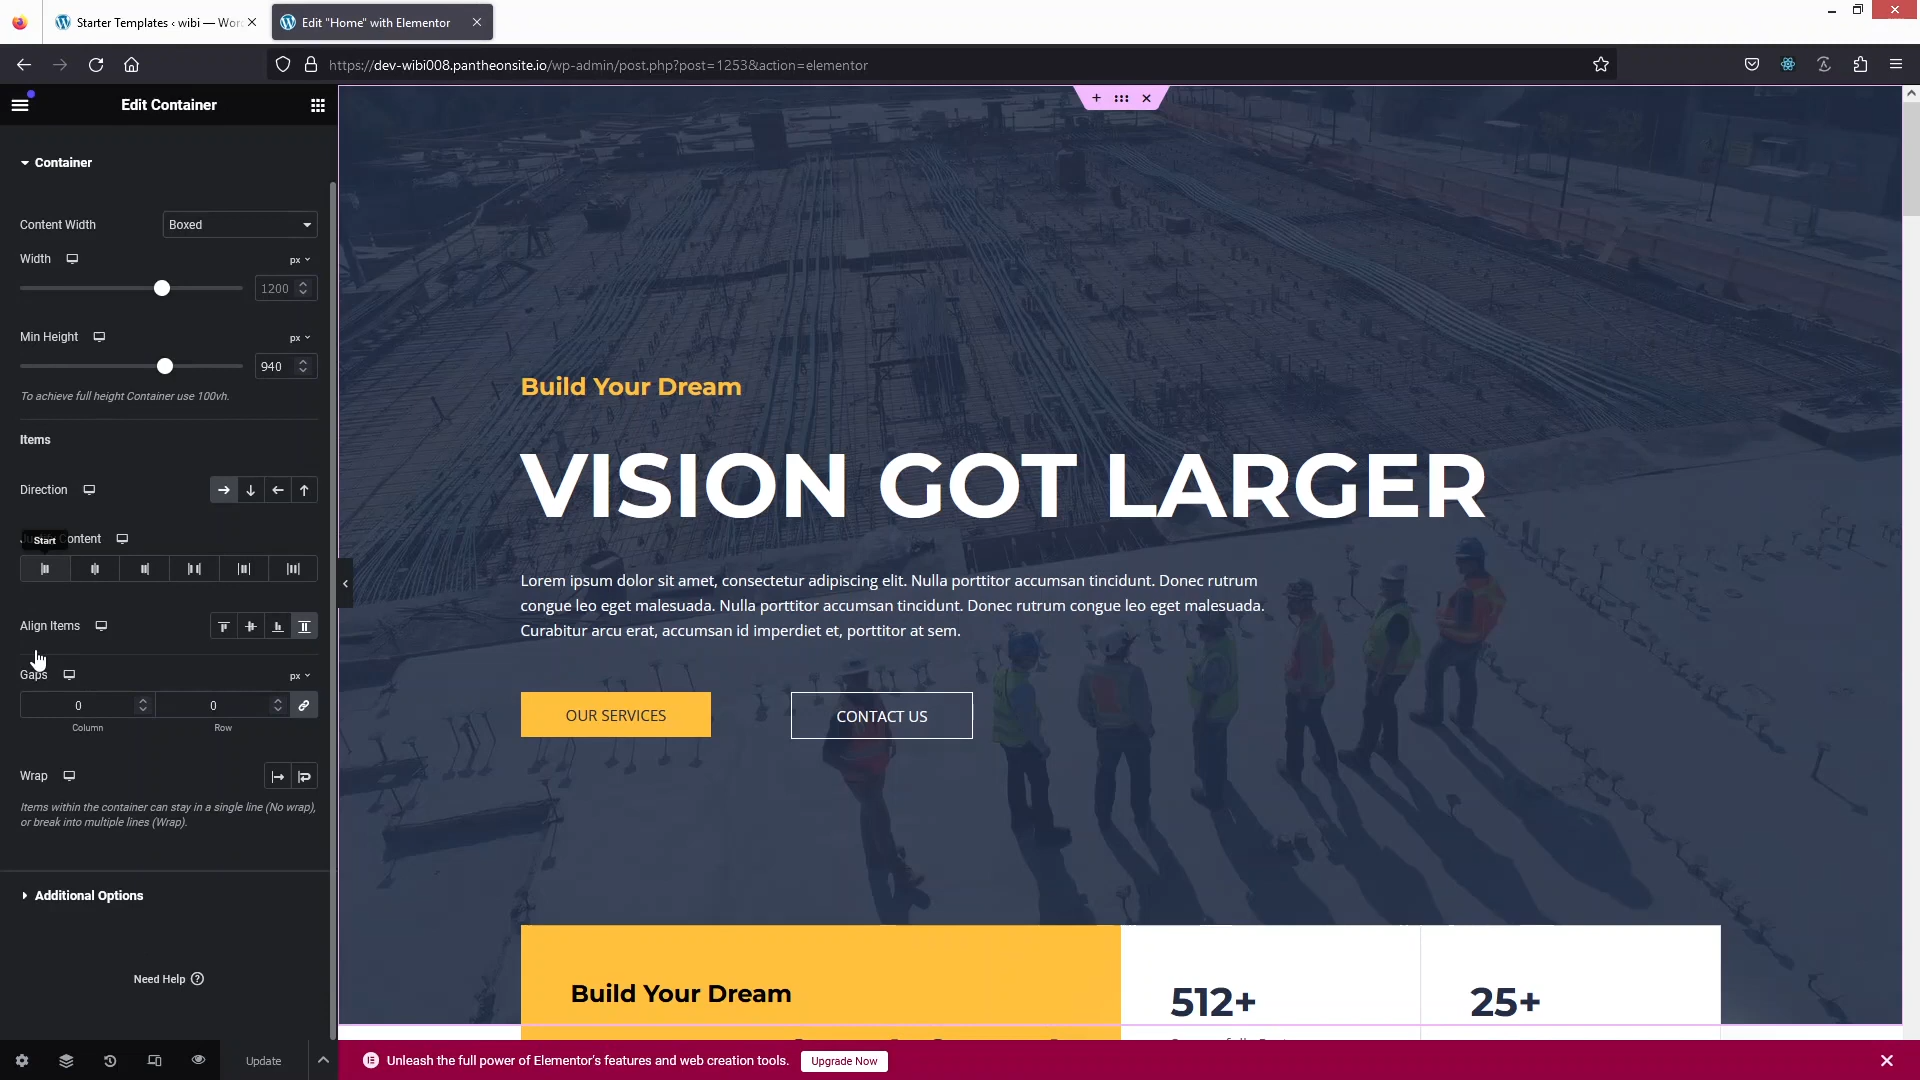 Starter Templates ‹ wibi — Wor
Edit "Home" with Elementor
https://dev-wibi008.pantheonsite.io/wp-admin/post.php?post=1253&action=elementor
Edit Container
Container
Content Width
Boxed
Width
px
1200
Min Height
px
940
To achieve full height Container use 100vh.
Items
Direction
Content
Start
Align Items
Gaps
px
0
0
Column
Row
Wrap
Items within the container can stay in a single line (No wrap),
or break into multiple lines (Wrap).
Additional Options
Need Help
Update
Build Your Dream
VISION GOT LARGER
Lorem ipsum dolor sit amet, consectetur adipiscing elit. Nulla porttitor accumsan tincidunt. Donec rutrum
congue leo eget malesuada. Nulla porttitor accumsan tincidunt. Donec rutrum congue leo eget malesuada.
Curabitur arcu erat, accumsan id imperdiet et, porttitor at sem.
OUR SERVICES
CONTACT US
Build Your Dream
512+
25+
Unleash the full power of Elementor's features and web creation tools.
Upgrade Now